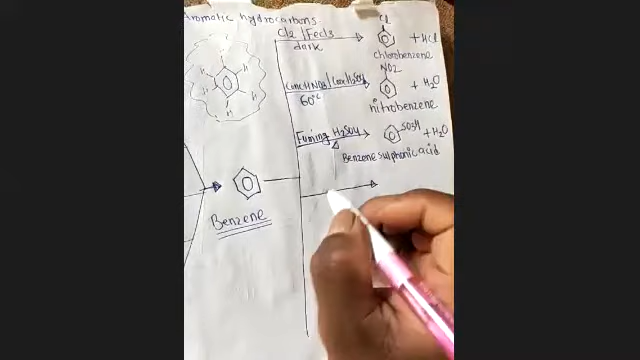 Aromatic hydrocarbons
Cl2 | Fecl3
dark
Cl
+ HCl
chlorobenzene
H
H
H
H
Conc HNO3 / Conc H2SO4
60°C
NO2
+ H2O
nitrobenzene
Fuming H2SO4
Δ
SO3H
+ H2O
Benzene sulphonic acid
Benzene